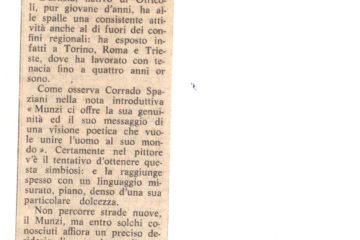 li, pur giovane d'anni, ha al-
le spalle una consistente atti-
vità anche al di fuori dei con-
fini regionali: ha esposto in-
fatti a Torino, Roma e Trie-
ste, dove ha lavorato con te-
nacia fino a quattro anni or
sono.
Come osserva Corrado Spa-
ziani nella nota introduttiva
« Munzi ci offre la sua genui-
nità ed il suo messaggio di
una visione poetica che vuo-
le unire l'uomo al suo mon-
do ». Certamente nel pittore
v'è il tentativo d'ottenere que-
sta simbiosi: e la raggiunge
spesso con un linguaggio mi-
surato, piano, denso d'una sua
particolare dolcezza.
Non percorre strade nuove,
il Munzi, ma entro solchi co-
nosciuti affiora un preciso de-